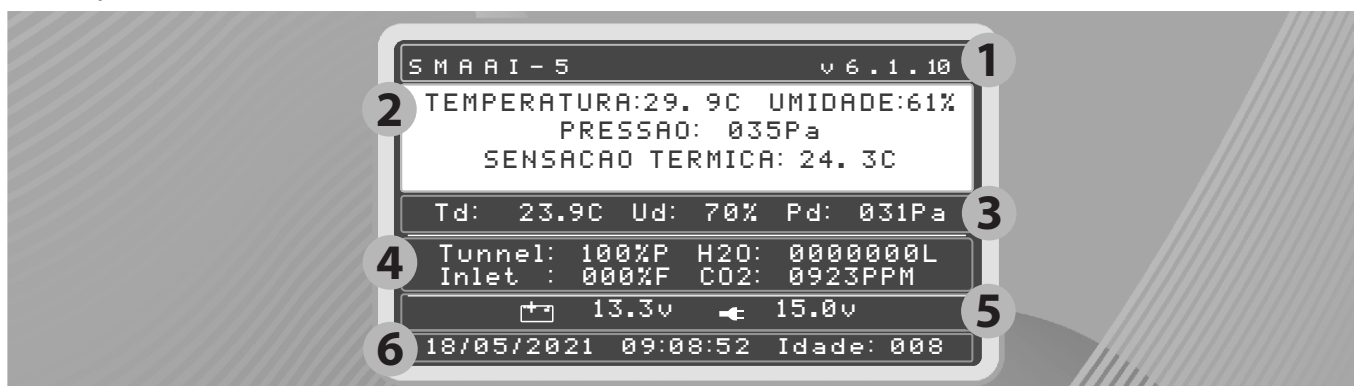 SMAAI-5 v6.1.10 1
2 TEMPERATURA:29.9C UMIDADE:61%
PRESSAO: 035Pa
SENSACAO TERMICA: 24.3C
Td: 23.9C Ud: 70% Pd: 031Pa 3
4 Tunnel: 100%P H2O: 0000000L
Inlet : 000%F CO2: 0923PPM
13.3v 15.0v 5
6 18/05/2021 09:08:52 Idade: 008